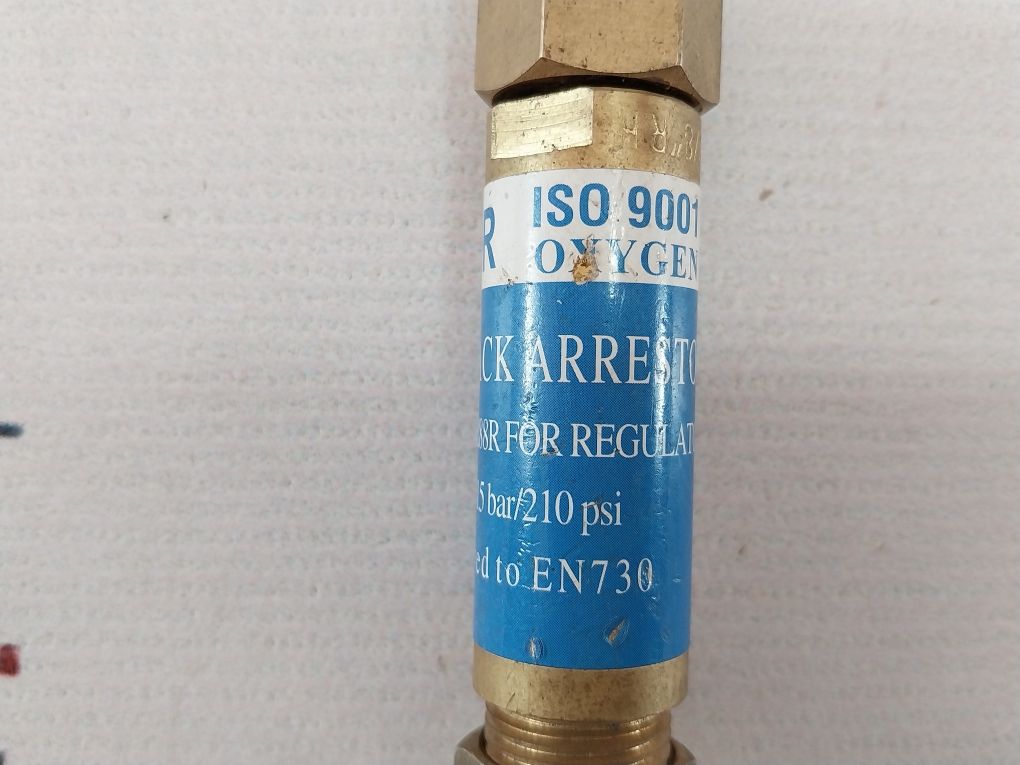 R ISO 9001
OXYGEN
CK ARRESTO
88R FOR REGULAT
5 bar/210 psi
ed to EN730